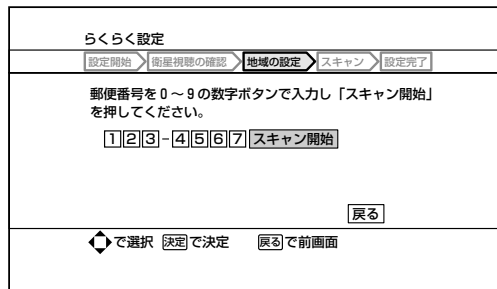 らくらく設定
設定開始 衛星視聴の確認 地域の設定 スキャン 設定完了
郵便番号を0～9の数字ボタンで入力し「スキャン開始」
を押してください。
123-4567 スキャン開始
戻る
で選択 決定で決定 戻るで前画面